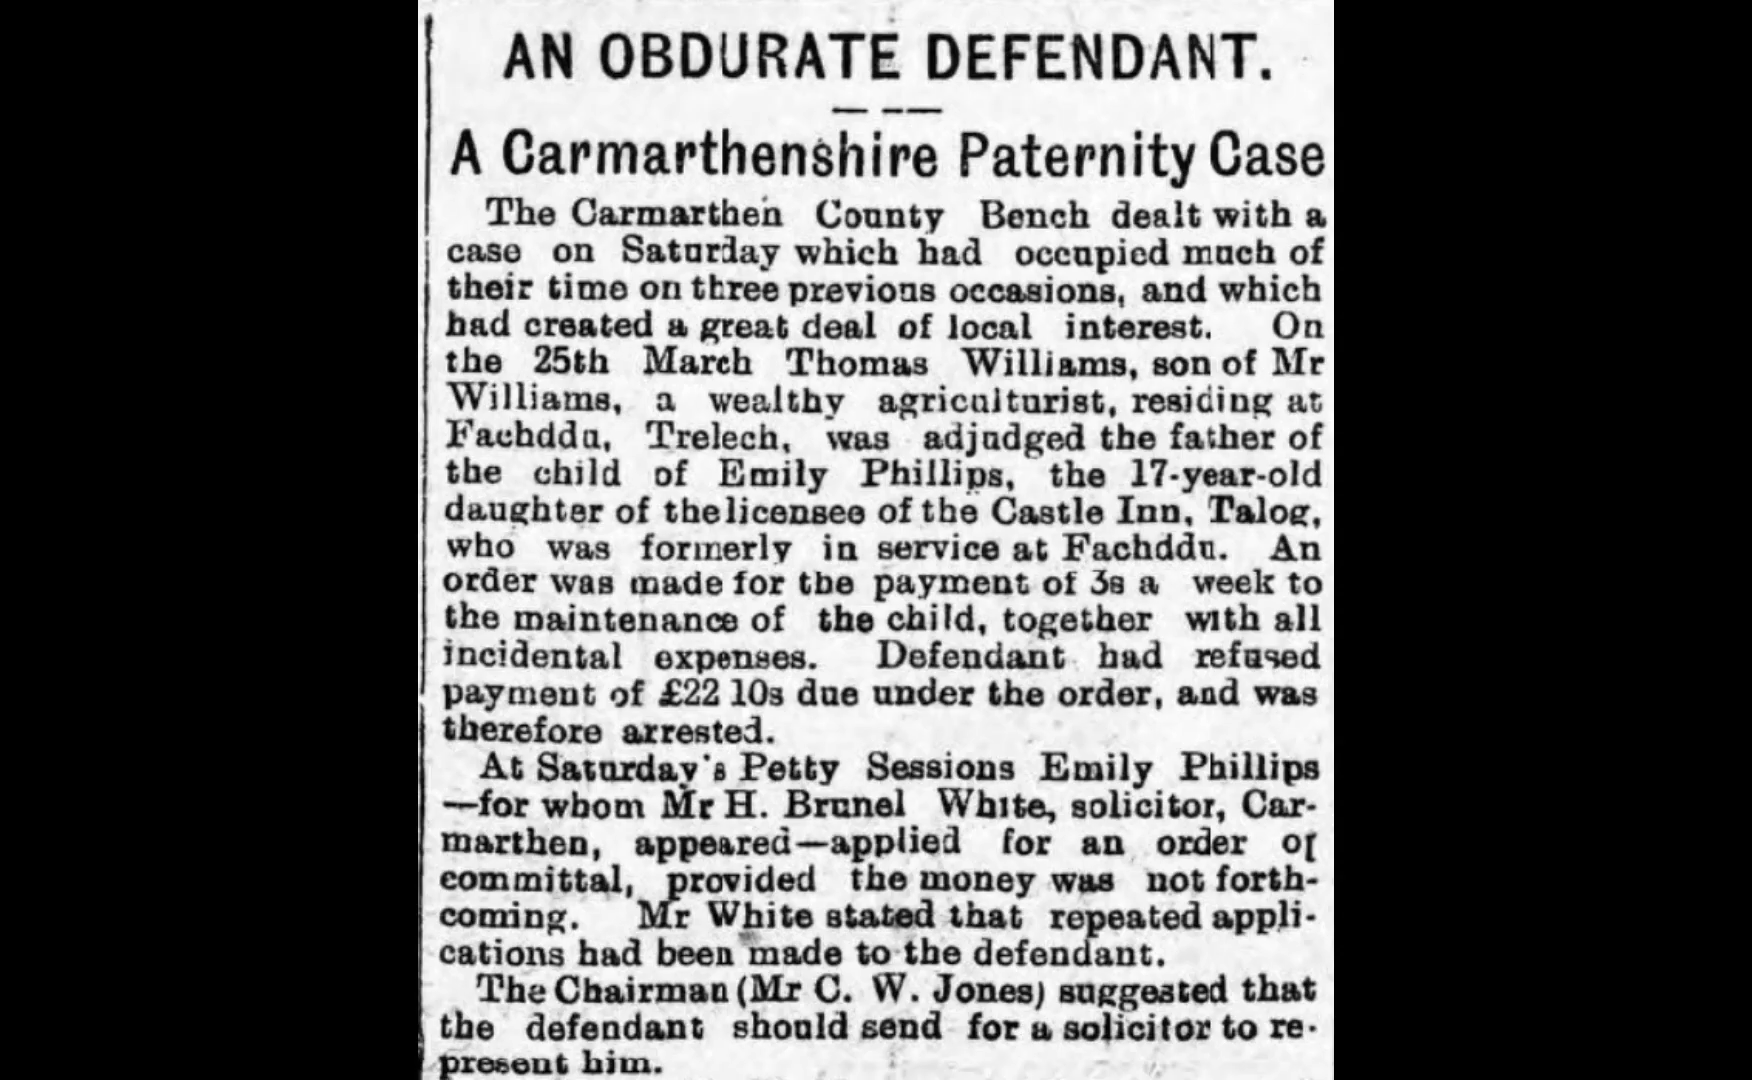 AN OBDURATE DEFENDANT.
A Carmarthenshire Paternity Case
The Carmarthen County Bench dealt with a
case on Saturday which had occupied much of
their time on three previous occasions, and which
had created a great deal of local interest. On
the 25th March Thomas Williams, son of Mr
Williams, a wealthy agriculturist, residing at
Fachddu, Trelech, was adjudged the father of
the child of Emily Phillips, the 17-year-old
daughter of the licensee of the Castle Inn, Talog,
who was formerly in service at Fachddu. An
order was made for the payment of 3s a week to
the maintenance of the child, together with all
incidental expenses. Defendant had refused
payment of £22 10s due under the order, and was
therefore arrested.
At Saturday's Petty Sessions Emily Phillips
—for whom Mr H. Brunel White, solicitor, Car-
marthen, appeared—applied for an order of
committal, provided the money was not forth-
coming. Mr White stated that repeated appli-
cations had been made to the defendant.
The Chairman (Mr C. W. Jones) suggested that
the defendant should send for a solicitor to re-
present him.